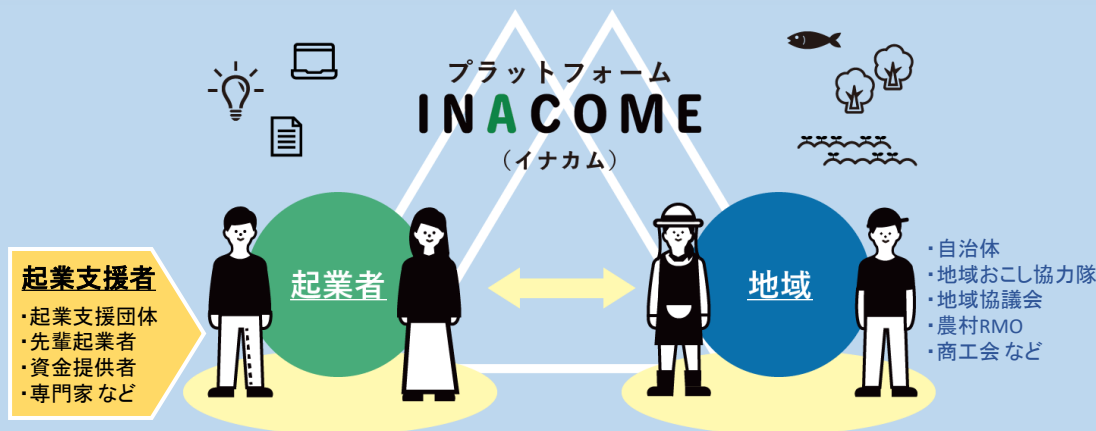 プラットフォーム
INACOME
（イナカム）
起業支援者
・起業支援団体
・先輩起業者
・資金提供者
・専門家 など
起業者
地域
・自治体
・地域おこし協力隊
・地域協議会
・農村RMO
・商工会 など